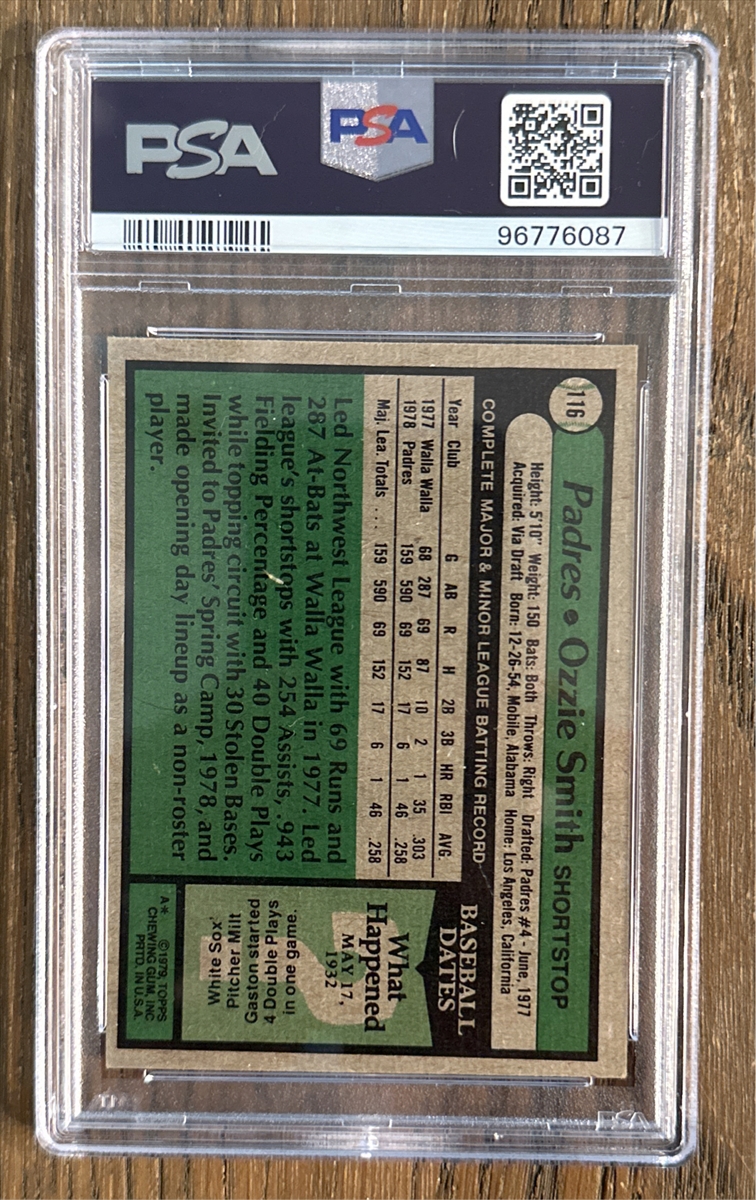 PSA
PSA
96776087
116
Padres • Ozzie Smith SHORTSTOP
Height: 5'10" Weight: 150 Bats: Both Throws: Right Drafted: Padres #4 - June, 1977
Acquired: Via Draft Born: 12-26-54, Mobile, Alabama Home: Los Angeles, California
COMPLETE MAJOR & MINOR LEAGUE BATTING RECORD
Year Club G AB R H 2B 3B HR RBI AVG
1977 Walla Walla 68 287 69 87 10 2 1 35 .303
1978 Padres 159 590 69 152 17 6 1 46 .258
Maj. Lea. Totals ... 159 590 69 152 17 6 1 46 .258
Led Northwest League with 69 Runs and
287 At-Bats at Walla Walla in 1977. Led
league's shortstops with 254 Assists, .943
Fielding Percentage and 40 Double Plays
while topping circuit with 30 Stolen Bases.
Invited to Padres' Spring Camp, 1978, and
made opening day lineup as a non-roster
player.
BASEBALL
DATES
What
Happened
MAY 17,
1932
White Sox'
Pitcher Milt
Gaston started
4 Double Plays
in one game.
A* ©1979, TOPPS
CHEWING GUM, INC
PRTD. IN U.S.A.
PSA